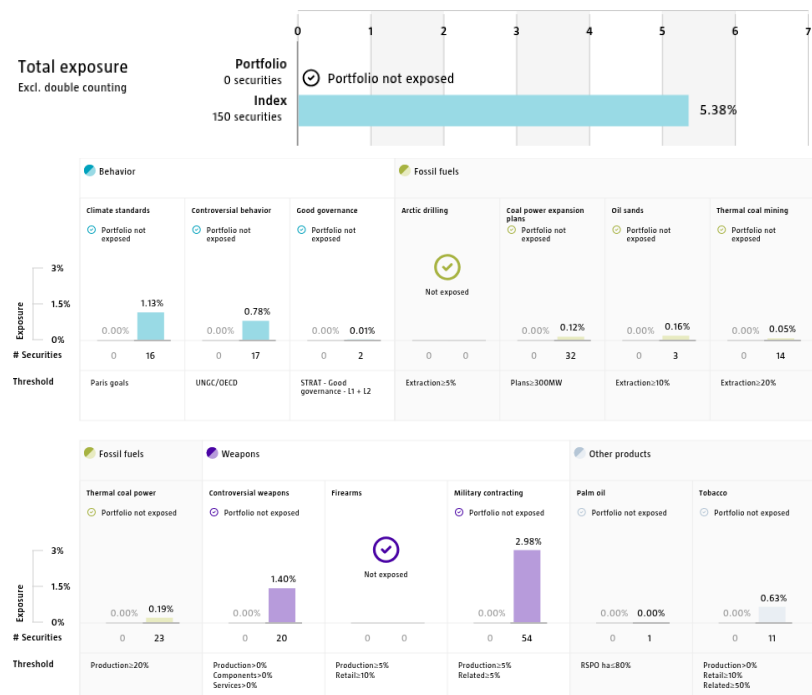 0 1 2 3 4 5 6 7
Total exposure
Excl. double counting
Portfolio
0 securities
Portfolio not exposed
Index
150 securities
5.38%
Behavior
Fossil fuels
Climate standards
Portfolio not
exposed
Controversial behavior
Portfolio not
exposed
Good governance
Portfolio not
exposed
Arctic drilling
Not exposed
Coal power expansion
plans
Portfolio not
exposed
Oil sands
Portfolio not
exposed
Thermal coal mining
Portfolio not
exposed
Exposure
3%
1.5%
0%
0.00% 1.13%
0.00% 0.78%
0.00% 0.01%
0.00% 0.12%
0.00% 0.16%
0.00% 0.05%
# Securities 0 16 0 17 0 2 0 0 0 32 0 3 0 14
Threshold
Paris goals
UNGC/OECD
STRAT - Good
governance - L1 + L2
Extraction≥5%
Plans≥300MW
Extraction≥10%
Extraction≥20%
Fossil fuels
Weapons
Other products
Thermal coal power
Portfolio not exposed
Controversial weapons
Portfolio not exposed
Firearms
Not exposed
Military contracting
Portfolio not exposed
Palm oil
Portfolio not exposed
Tobacco
Portfolio not exposed
Exposure
3%
1.5%
0%
0.00% 0.19%
0.00% 1.40%
0.00% 2.98%
0.00% 0.00%
0.00% 0.63%
# Securities 0 23 0 20 0 0 0 54 0 1 0 11
Threshold
Production≥20%
Production>0%
Components>0%
Services>0%
Production≥5%
Retail≥10%
Production≥5%
Related≥5%
RSPO ha≤80%
Production>0%
Retail≥10%
Related≥50%